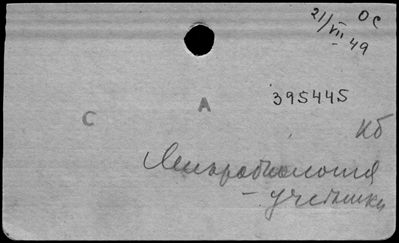 21/VII-49 ОС
395445
С А
Кб
Микробиология
- учебники